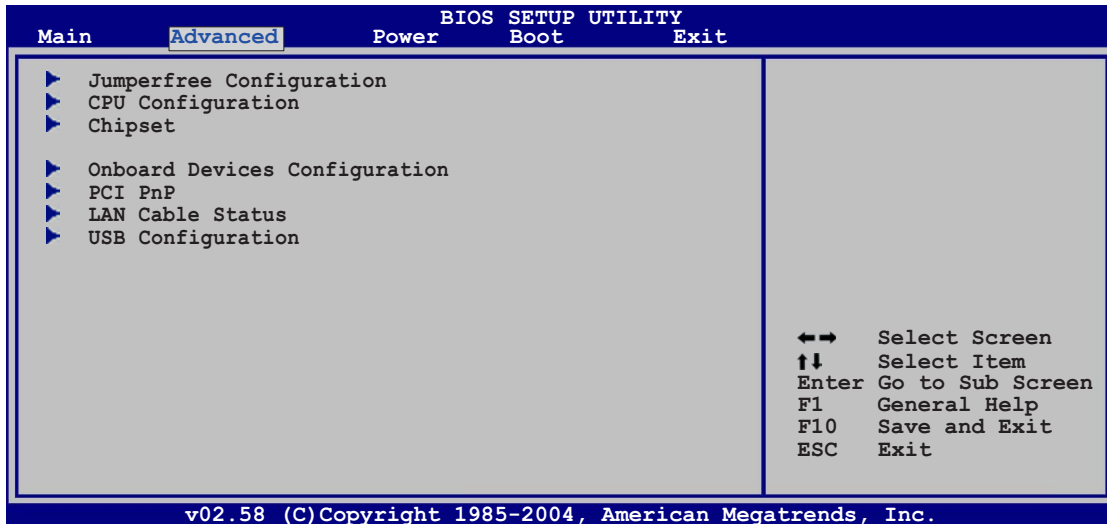 BIOS SETUP UTILITY
Main Advanced Power Boot Exit
Jumperfree Configuration
CPU Configuration
Chipset
Onboard Devices Configuration
PCI PnP
LAN Cable Status
USB Configuration
←→ Select Screen
↑↓ Select Item
Enter Go to Sub Screen
F1 General Help
F10 Save and Exit
ESC Exit
v02.58 (C)Copyright 1985-2004, American Megatrends, Inc.